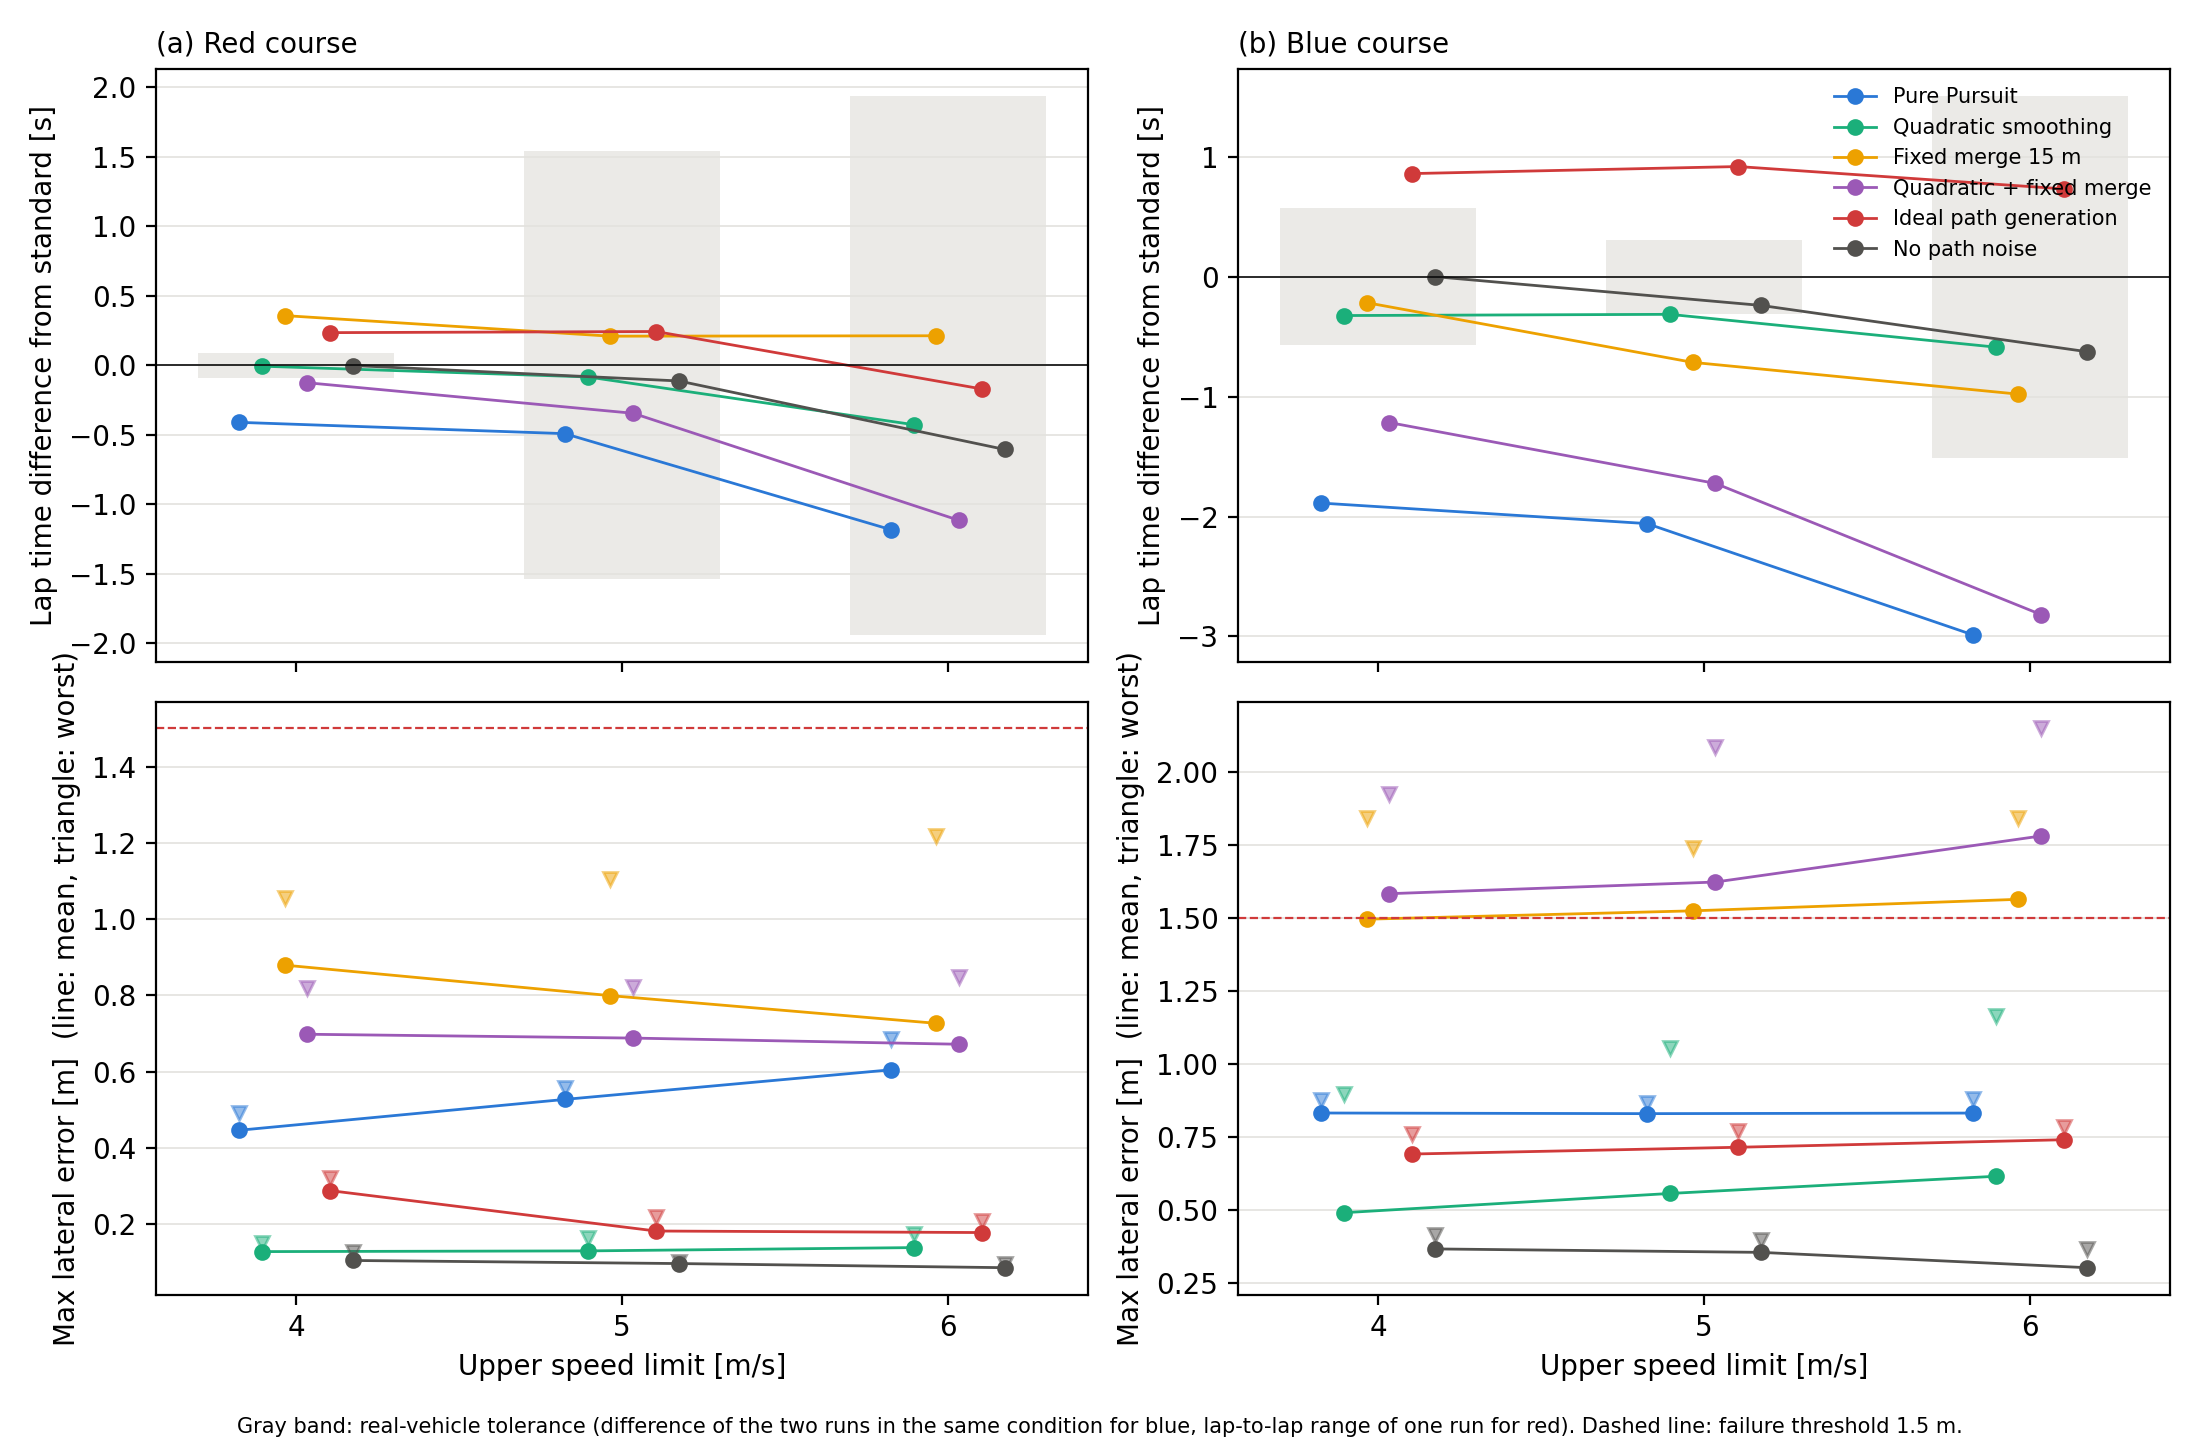 (a) Red course
Lap time difference from standard [s]
2.0
1.5
1.0
0.5
0.0
−0.5
−1.0
−1.5
−2.0
(b) Blue course
Lap time difference from standard [s]
1
0
−1
−2
−3
Pure Pursuit
Quadratic smoothing
Fixed merge 15 m
Quadratic + fixed merge
Ideal path generation
No path noise
Max lateral error [m]  (line: mean, triangle: worst)
1.4
1.2
1.0
0.8
0.6
0.4
0.2
4 5 6
Upper speed limit [m/s]
Max lateral error [m]  (line: mean, triangle: worst)
2.00
1.75
1.50
1.25
1.00
0.75
0.50
0.25
4 5 6
Upper speed limit [m/s]
Gray band: real-vehicle tolerance (difference of the two runs in the same condition for blue, lap-to-lap range of one run for red). Dashed line: failure threshold 1.5 m.